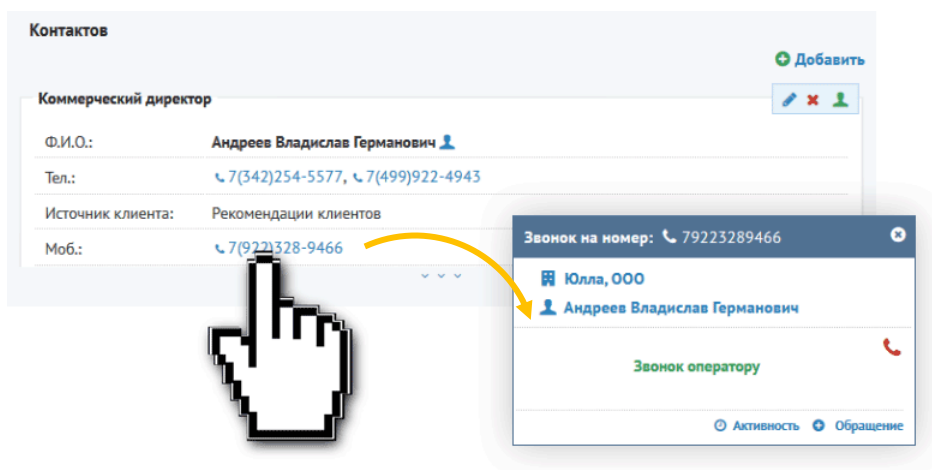 Контактов
Добавить
Коммерческий директор
Ф.И.О.: Андреев Владислав Германович
Тел.: 7(342)254-5577, 7(499)922-4943
Источник клиента: Рекомендации клиентов
Моб.: 7(922)328-9466
Звонок на номер: 79223289466
Юлла, ООО
Андреев Владислав Германович
Звонок оператору
Активность Обращение